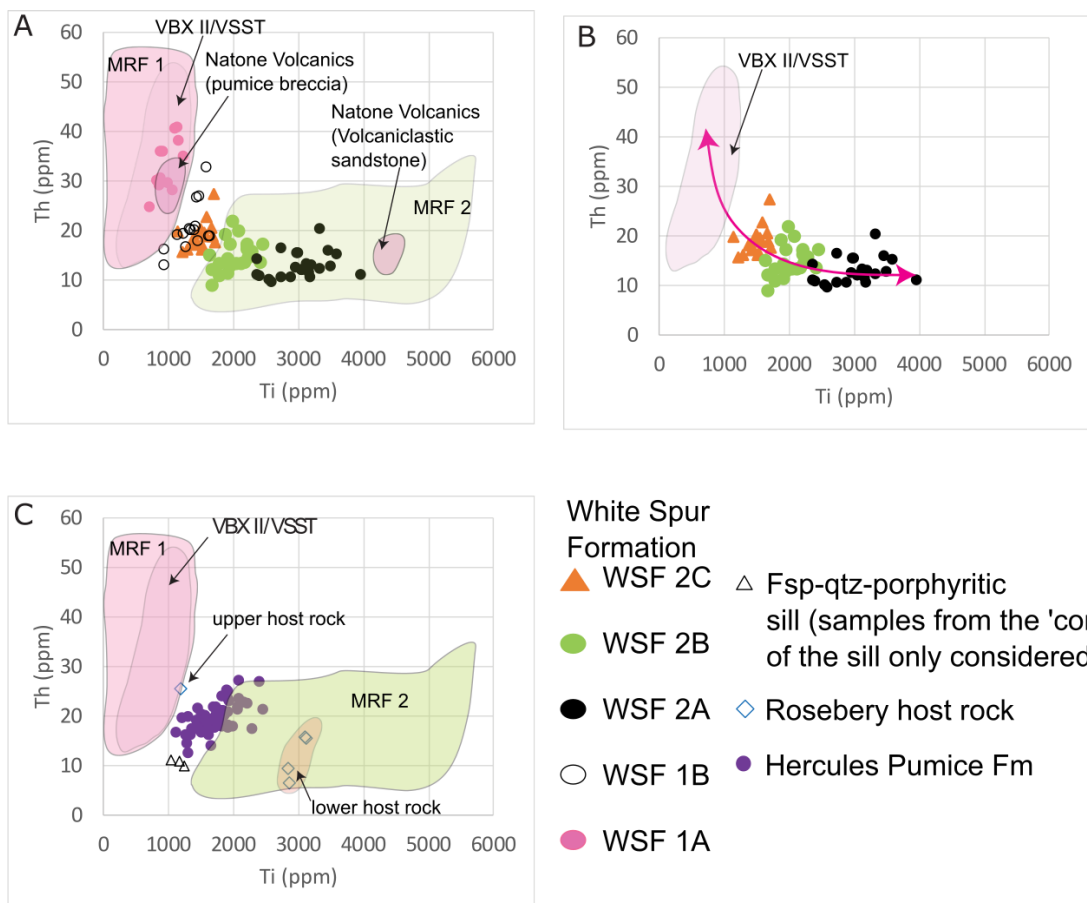 A
VBX II/VSST
MRF 1
Natone Volcanics
(pumice breccia)
Natone Volcanics
(Volcaniclastic
sandstone)
MRF 2
Th (ppm)
60
50
40
30
20
10
0
0 1000 2000 3000 4000 5000 6000
Ti (ppm)
B
VBX II/VSST
Th (ppm)
60
50
40
30
20
10
0
0 1000 2000 3000 4000 5000 6000
Ti (ppm)
C
VBX II/VSST
MRF 1
upper host rock
MRF 2
lower host rock
Th (ppm)
60
50
40
30
20
10
0
0 1000 2000 3000 4000 5000 6000
Ti (ppm)
White Spur
Formation
WSF 2C
WSF 2B
WSF 2A
WSF 1B
WSF 1A
Fsp-qtz-porphyritic
sill (samples from the
of the sill only considered
Rosebery host rock
Hercules Pumice Fm